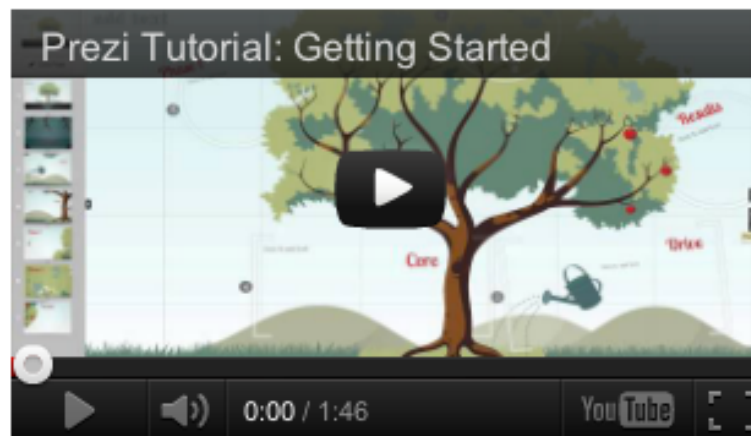 Prezi Tutorial: Getting Started
Results
Core
Drive
0:00 / 1:46
YouTube